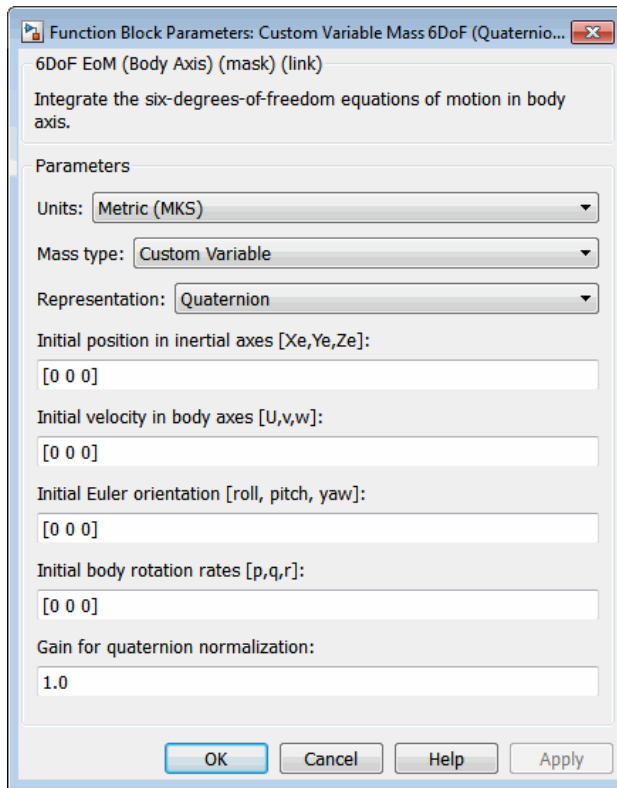 Function Block Parameters: Custom Variable Mass 6DoF (Quaternio...
6DoF EoM (Body Axis) (mask) (link)
Integrate the six-degrees-of-freedom equations of motion in body
axis.
Parameters
Units: Metric (MKS)
Mass type: Custom Variable
Representation: Quaternion
Initial position in inertial axes [Xe,Ye,Ze]:
[0 0 0]
Initial velocity in body axes [U,v,w]:
[0 0 0]
Initial Euler orientation [roll, pitch, yaw]:
[0 0 0]
Initial body rotation rates [p,q,r]:
[0 0 0]
Gain for quaternion normalization:
1.0
OK Cancel Help Apply